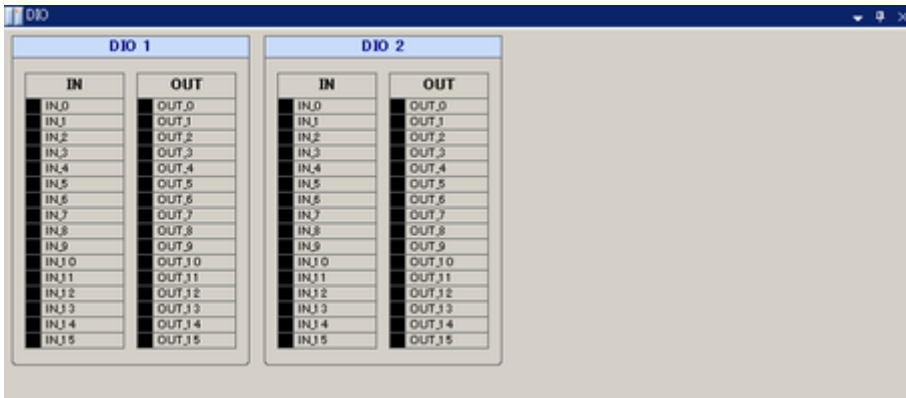 DIO
DIO 1 DIO 2
IN OUT IN OUT
IN_0 OUT_0 IN_0 OUT_0
IN_1 OUT_1 IN_1 OUT_1
IN_2 OUT_2 IN_2 OUT_2
IN_3 OUT_3 IN_3 OUT_3
IN_4 OUT_4 IN_4 OUT_4
IN_5 OUT_5 IN_5 OUT_5
IN_6 OUT_6 IN_6 OUT_6
IN_7 OUT_7 IN_7 OUT_7
IN_8 OUT_8 IN_8 OUT_8
IN_9 OUT_9 IN_9 OUT_9
IN_10 OUT_10 IN_10 OUT_10
IN_11 OUT_11 IN_11 OUT_11
IN_12 OUT_12 IN_12 OUT_12
IN_13 OUT_13 IN_13 OUT_13
IN_14 OUT_14 IN_14 OUT_14
IN_15 OUT_15 IN_15 OUT_15